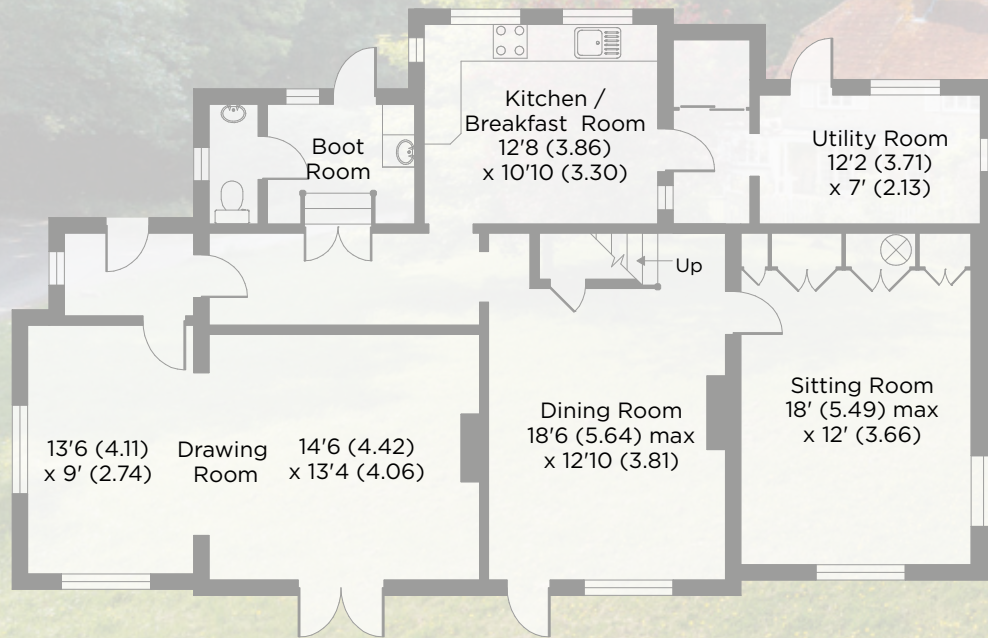 Kitchen /
Breakfast Room
12'8 (3.86)
x 10'10 (3.30)
Boot
Room
Utility Room
12'2 (3.71)
x 7' (2.13)
Up
13'6 (4.11)
x 9' (2.74)
Drawing
Room
14'6 (4.42)
x 13'4 (4.06)
Dining Room
18'6 (5.64) max
x 12'10 (3.81)
Sitting Room
18' (5.49) max
x 12' (3.66)